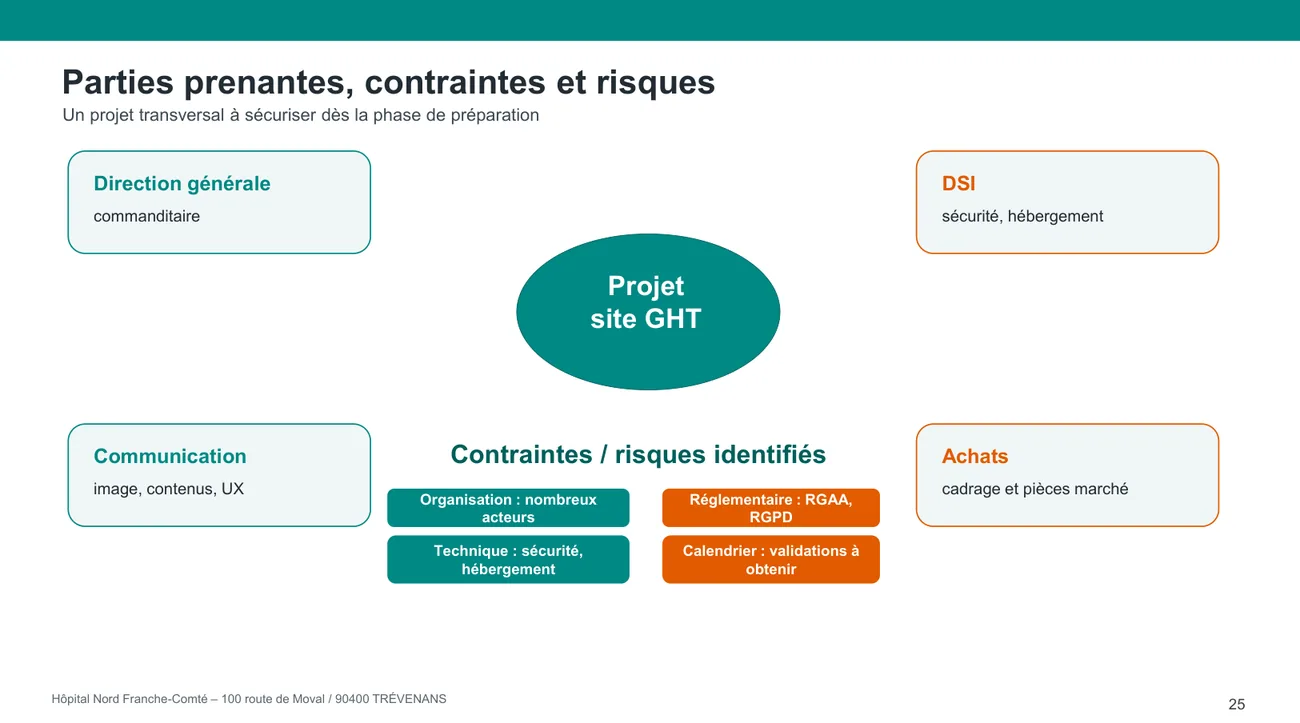 Parties prenantes, contraintes et risques
Un projet transversal à sécuriser dès la phase de préparation
Direction générale
commanditaire
DSI
sécurité, hébergement
Projet
site GHT
Communication
image, contenus, UX
Contraintes / risques identifiés
Organisation : nombreux
acteurs
Réglementaire : RGAA,
RGPD
Technique : sécurité,
hébergement
Calendrier : validations à
obtenir
Achats
cadrage et pièces marché
Hôpital Nord Franche-Comté – 100 route de Moval / 90400 TRÉVENANS
25